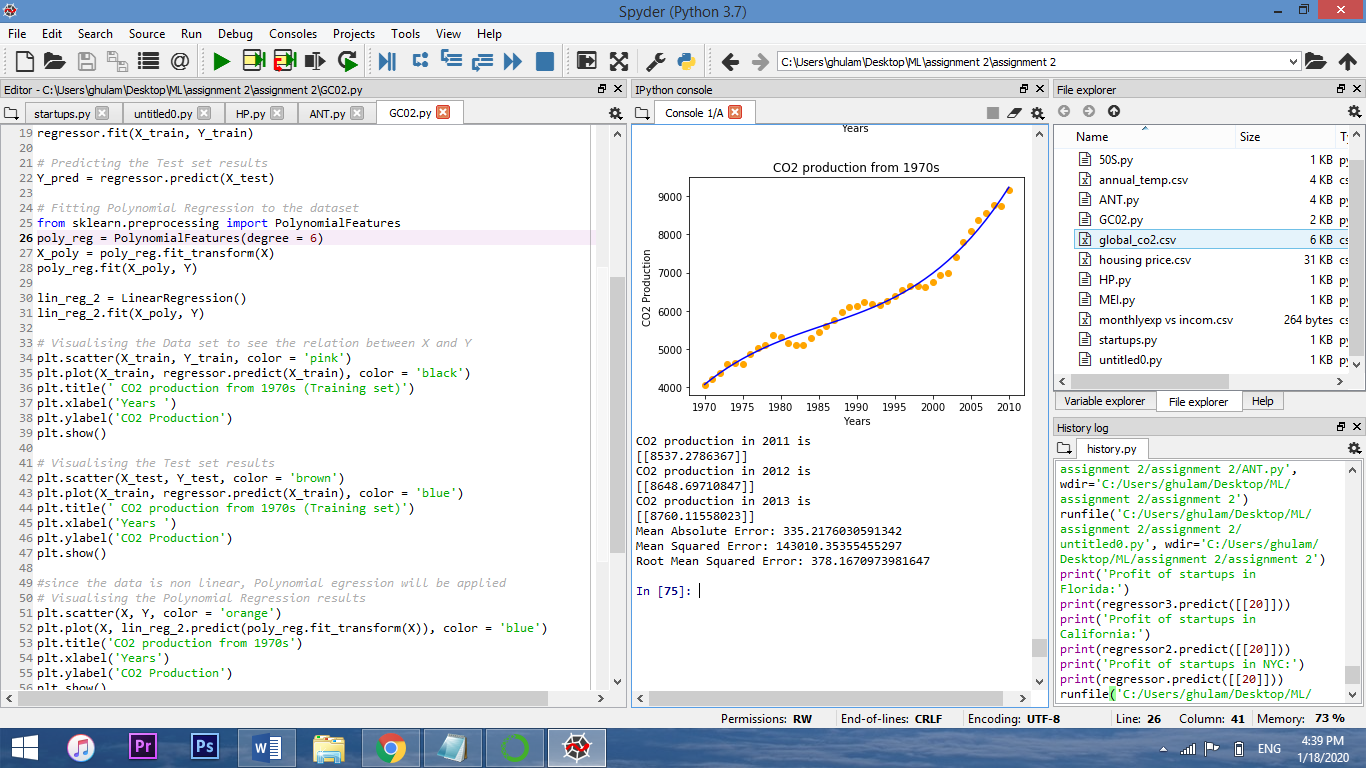 Spyder (Python 3.7)
File Edit Search Source Run Debug Consoles Projects Tools View Help
C:\Users\ghulam\Desktop\ML\assignment 2\assignment 2
Editor - C:\Users\ghulam\Desktop\ML\assignment 2\assignment 2\GC02.py
startups.py untitled0.py HP.py ANT.py GC02.py
19 regressor.fit(X_train, Y_train)
20
21 # Predicting the Test set results
22 Y_pred = regressor.predict(X_test)
23
24 # Fitting Polynomial Regression to the dataset
25 from sklearn.preprocessing import PolynomialFeatures
26 poly_reg = PolynomialFeatures(degree = 6)
27 X_poly = poly_reg.fit_transform(X)
28 poly_reg.fit(X_poly, Y)
29
30 lin_reg_2 = LinearRegression()
31 lin_reg_2.fit(X_poly, Y)
32
33 # Visualising the Data set to see the relation between X and Y
34 plt.scatter(X_train, Y_train, color = 'pink')
35 plt.plot(X_train, regressor.predict(X_train), color = 'black')
36 plt.title(' CO2 production from 1970s (Training set)')
37 plt.xlabel('Years ')
38 plt.ylabel('CO2 Production')
39 plt.show()
40
41 # Visualising the Test set results
42 plt.scatter(X_test, Y_test, color = 'brown')
43 plt.plot(X_train, regressor.predict(X_train), color = 'blue')
44 plt.title(' CO2 production from 1970s (Training set)')
45 plt.xlabel('Years ')
46 plt.ylabel('CO2 Production')
47 plt.show()
48
49 #since the data is non linear, Polynomial egression will be applied
50 # Visualising the Polynomial Regression results
51 plt.scatter(X, Y, color = 'orange')
52 plt.plot(X, lin_reg_2.predict(poly_reg.fit_transform(X)), color = 'blue')
53 plt.title('CO2 production from 1970s')
54 plt.xlabel('Years')
55 plt.ylabel('CO2 Production')
56 plt.show()
IPython console
Console 1/A
Years
CO2 production from 1970s
9000
8000
7000
6000
5000
4000
CO2 Production
1970 1975 1980 1985 1990 1995 2000 2005 2010
Years
CO2 production in 2011 is
[[8537.2786367]]
CO2 production in 2012 is
[[8648.69710847]]
CO2 production in 2013 is
[[8760.11558023]]
Mean Absolute Error: 335.2176030591342
Mean Squared Error: 143010.35355455297
Root Mean Squared Error: 378.1670973981647
In [75]:
File explorer
Name Size Ty
50S.py 1 KB py
annual_temp.csv 4 KB cs
ANT.py 4 KB py
GC02.py 2 KB py
global_co2.csv 6 KB cs
housing price.csv 31 KB cs
HP.py 1 KB py
MEI.py 1 KB py
monthlyexp vs incom.csv 264 bytes cs
startups.py 1 KB py
untitled0.py 1 KB py
Variable explorer File explorer Help
History log
history.py
assignment 2/assignment 2/ANT.py',
wdir='C:/Users/ghulam/Desktop/ML/
assignment 2/assignment 2')
runfile('C:/Users/ghulam/Desktop/ML/
assignment 2/assignment 2/
untitled0.py', wdir='C:/Users/ghulam/
Desktop/ML/assignment 2/assignment 2')
print('Profit of startups in
Florida:')
print(regressor3.predict([[20]]))
print('Profit of startups in
California:')
print(regressor2.predict([[20]]))
print('Profit of startups in NYC:')
print(regressor.predict([[20]]))
runfile('C:/Users/ghulam/Desktop/ML/
Permissions: RW End-of-lines: CRLF Encoding: UTF-8 Line: 26 Column: 41 Memory: 73 %
Pr Ps W
ENG
4:39 PM
1/18/2020